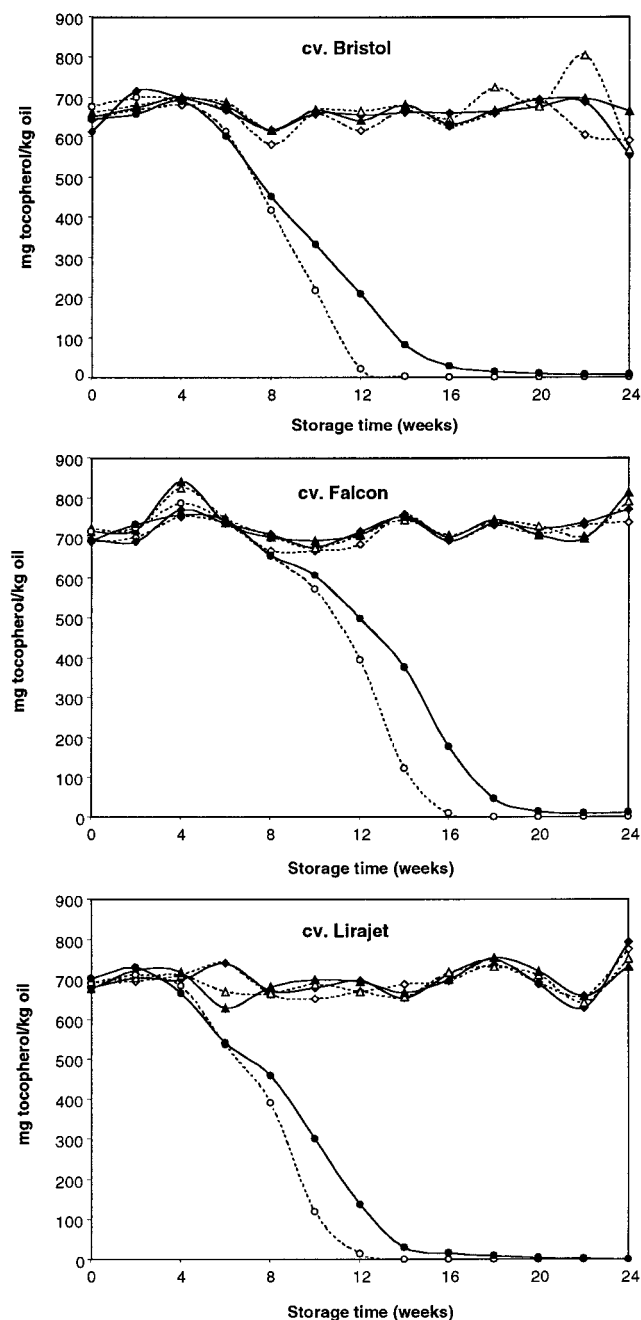 cv. Bristol
mg tocopherol/kg oil
900
800
700
600
500
400
300
200
100
0
0 4 8 12 16 20 24
Storage time (weeks)
cv. Falcon
mg tocopherol/kg oil
900
800
700
600
500
400
300
200
100
0
0 4 8 12 16 20 24
Storage time (weeks)
cv. Lirajet
mg tocopherol/kg oil
900
800
700
600
500
400
300
200
100
0
0 4 8 12 16 20 24
Storage time (weeks)